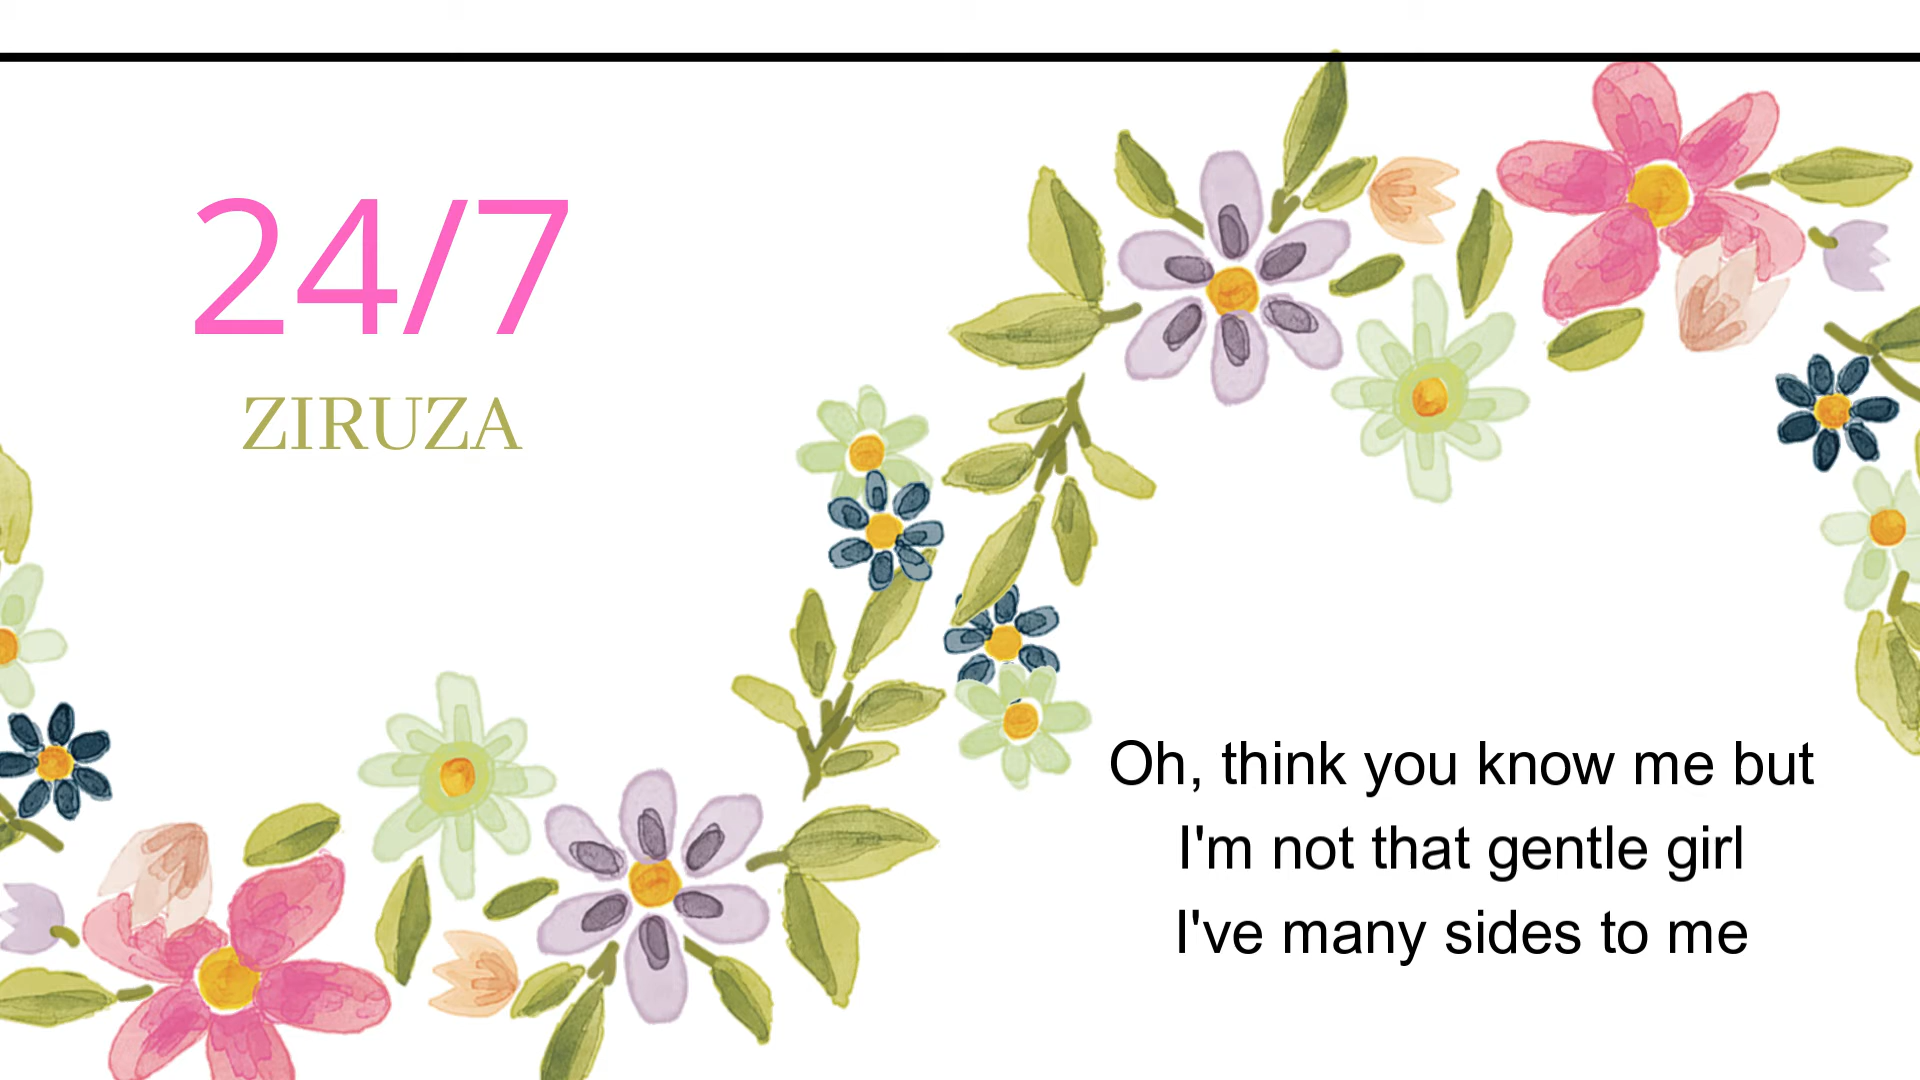 24/7
ZIRUZA
Oh, think you know me but
I'm not that gentle girl
I've many sides to me